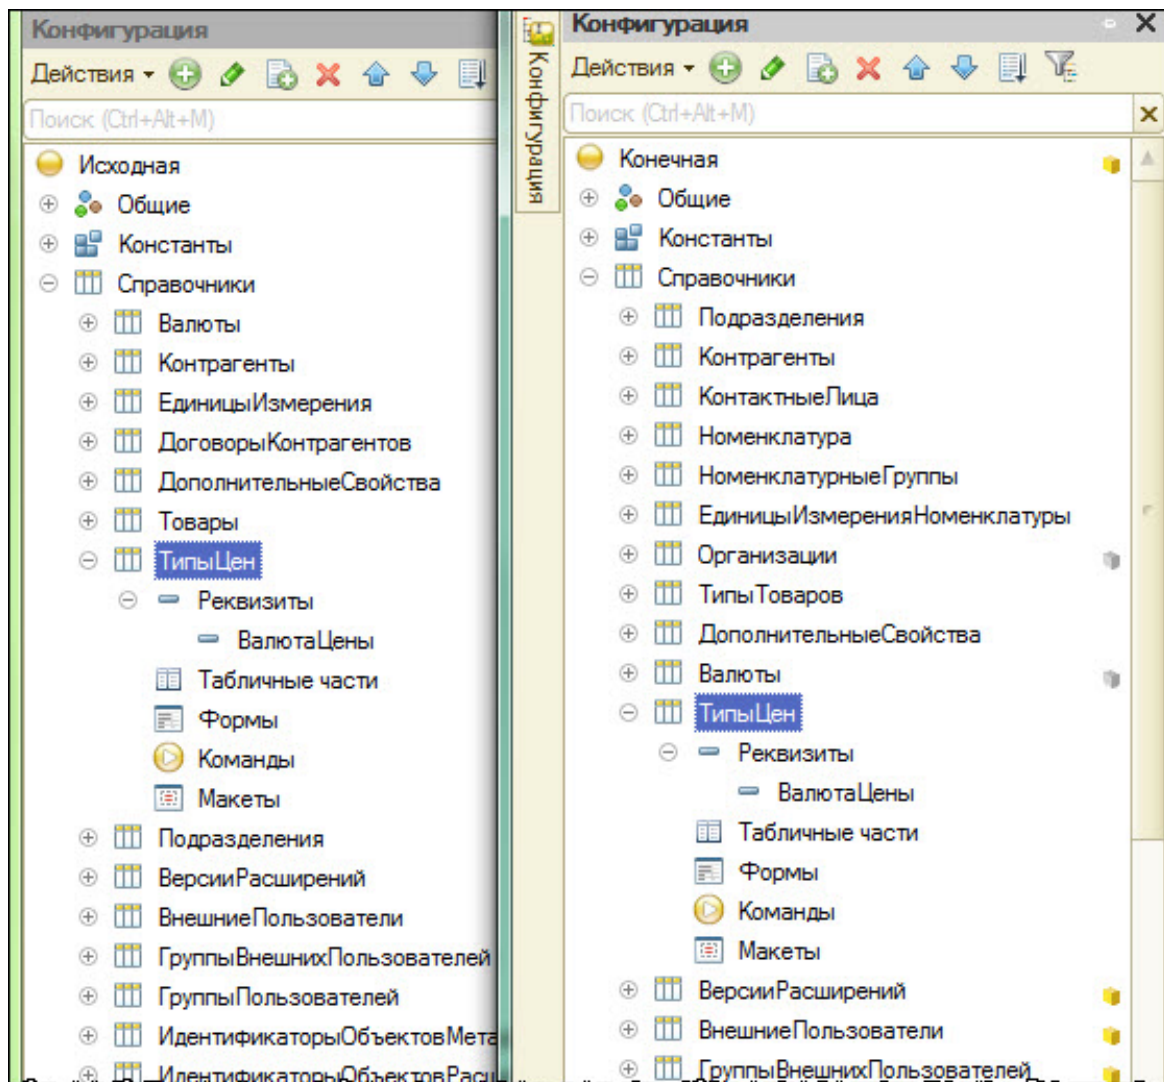 Конфигурация
Действия
Поиск (Ctrl+Alt+M)
Исходная
Общие
Константы
Справочники
Валюты
Контрагенты
ЕдиницыИзмерения
ДоговорыКонтрагентов
ДополнительныеСвойства
Товары
ТипыЦен
Реквизиты
ВалютаЦены
Табличные части
Формы
Команды
Макеты
Подразделения
ВерсииРасширений
ВнешниеПользователи
ГруппыВнешнихПользователей
ГруппыПользователей
ИдентификаторыОбъектовМета
ИдентификаторыОбъектовРасш
Конфигурация
Конфигурация
Действия
Поиск (Ctrl+Alt+M)
Конечная
Общие
Константы
Справочники
Подразделения
Контрагенты
КонтактныеЛица
Номенклатура
НоменклатурныеГруппы
ЕдиницыИзмеренияНоменклатуры
Организации
ТипыТоваров
ДополнительныеСвойства
Валюты
ТипыЦен
Реквизиты
ВалютаЦены
Табличные части
Формы
Команды
Макеты
ВерсииРасширений
ВнешниеПользователи
ГруппыВнешнихПользователей